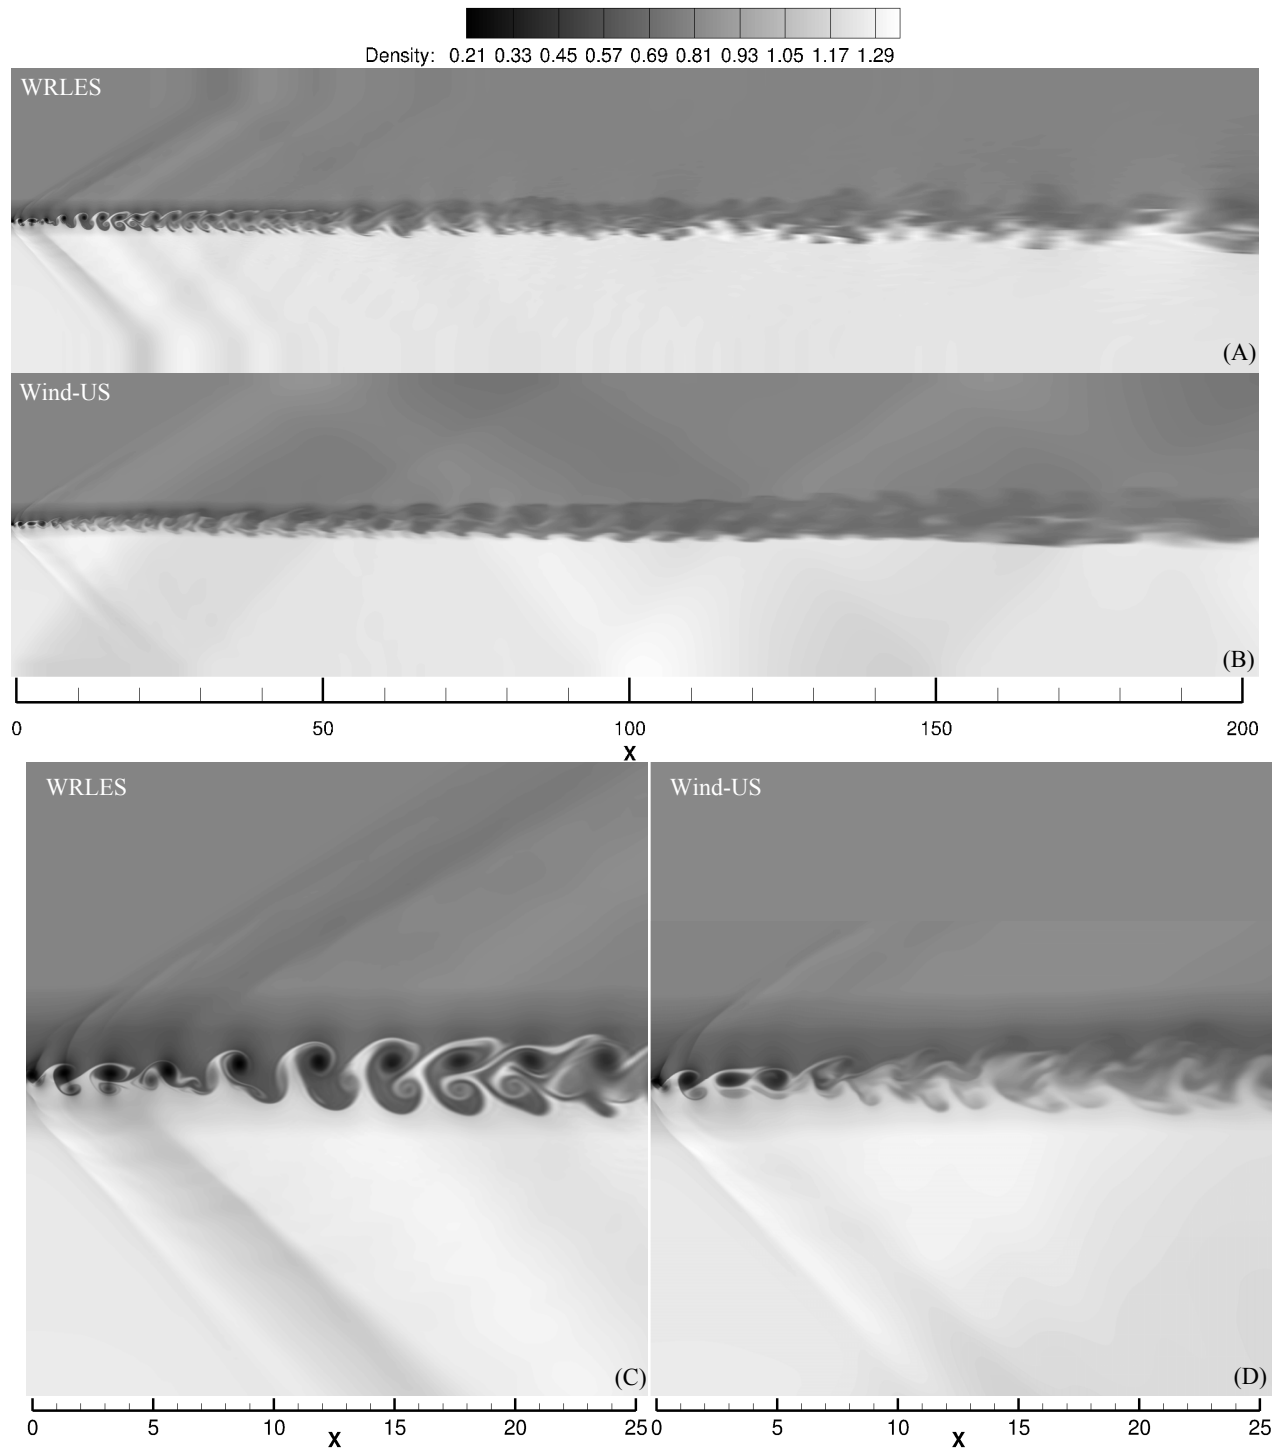 Density: 0.21 0.33 0.45 0.57 0.69 0.81 0.93 1.05 1.17 1.29
WRLES
(A)
Wind-US
(B)
0 50 100 150 200
X
WRLES Wind-US
(C) (D)
0 5 10 15 20 25 0 5 10 15 20 25
X X